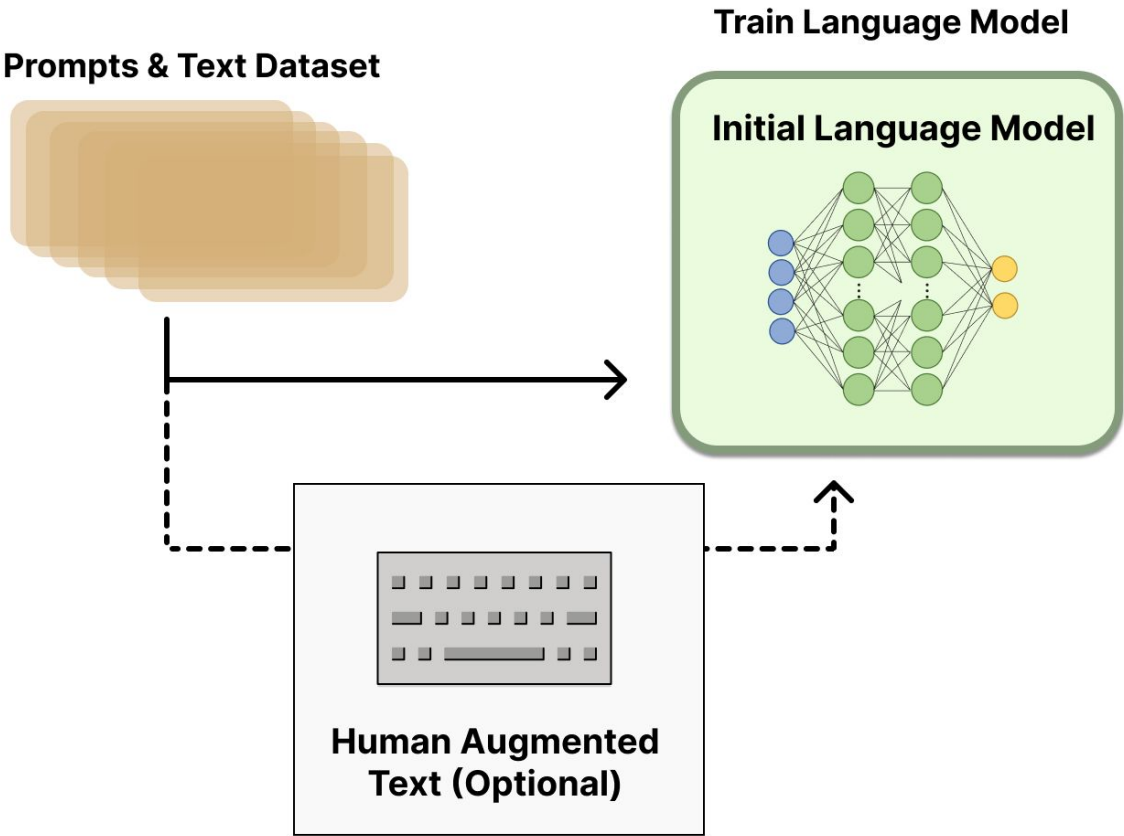 Train Language Model
Prompts & Text Dataset
Initial Language Model
Human Augmented
Text (Optional)